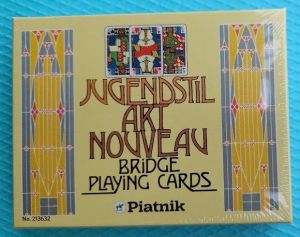 JUGENDSTIL
ART
NOUVEAU
BRIDGE
PLAYING CARDS
Piatnik
No. 213632